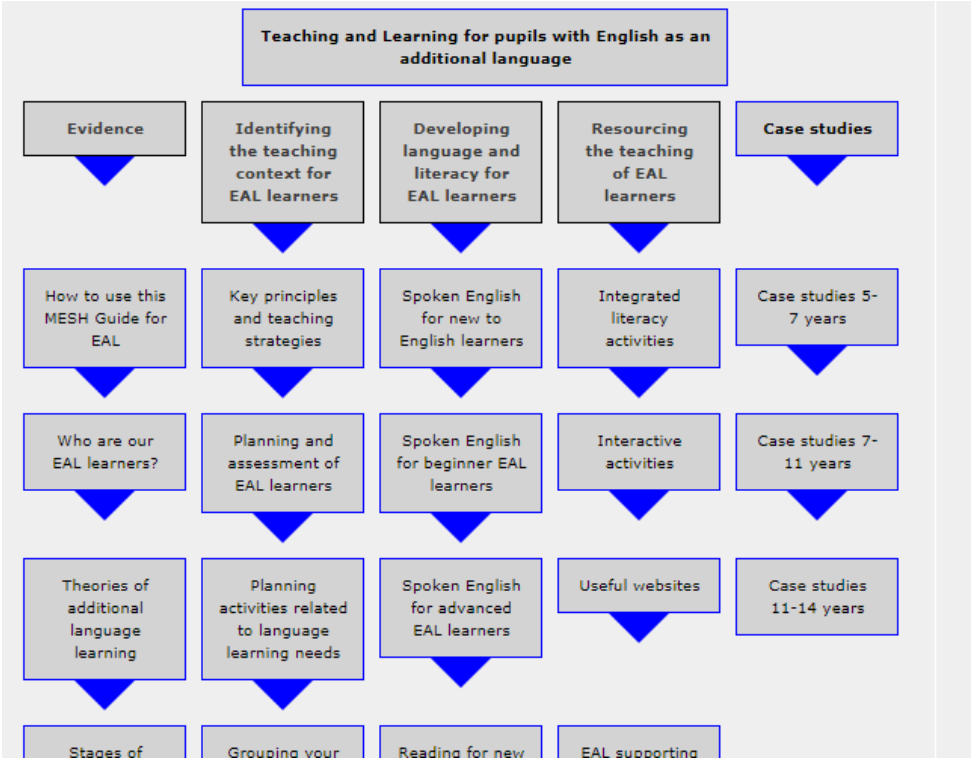 Teaching and Learning for pupils with English as an
additional language
Evidence
Identifying
the teaching
context for
EAL learners
Developing
language and
literacy for
EAL learners
Resourcing
the teaching
of EAL
learners
Case studies
How to use this
MESH Guide for
EAL
Key principles
and teaching
strategies
Spoken English
for new to
English learners
Integrated
literacy
activities
Case studies 5-
7 years
Who are our
EAL learners?
Planning and
assessment of
EAL learners
Spoken English
for beginner EAL
learners
Interactive
activities
Case studies 7-
11 years
Theories of
additional
language
learning
Planning
activities related
to language
learning needs
Spoken English
for advanced
EAL learners
Useful websites
Case studies
11-14 years
Stages of
Grouping your
Reading for new
EAL supporting